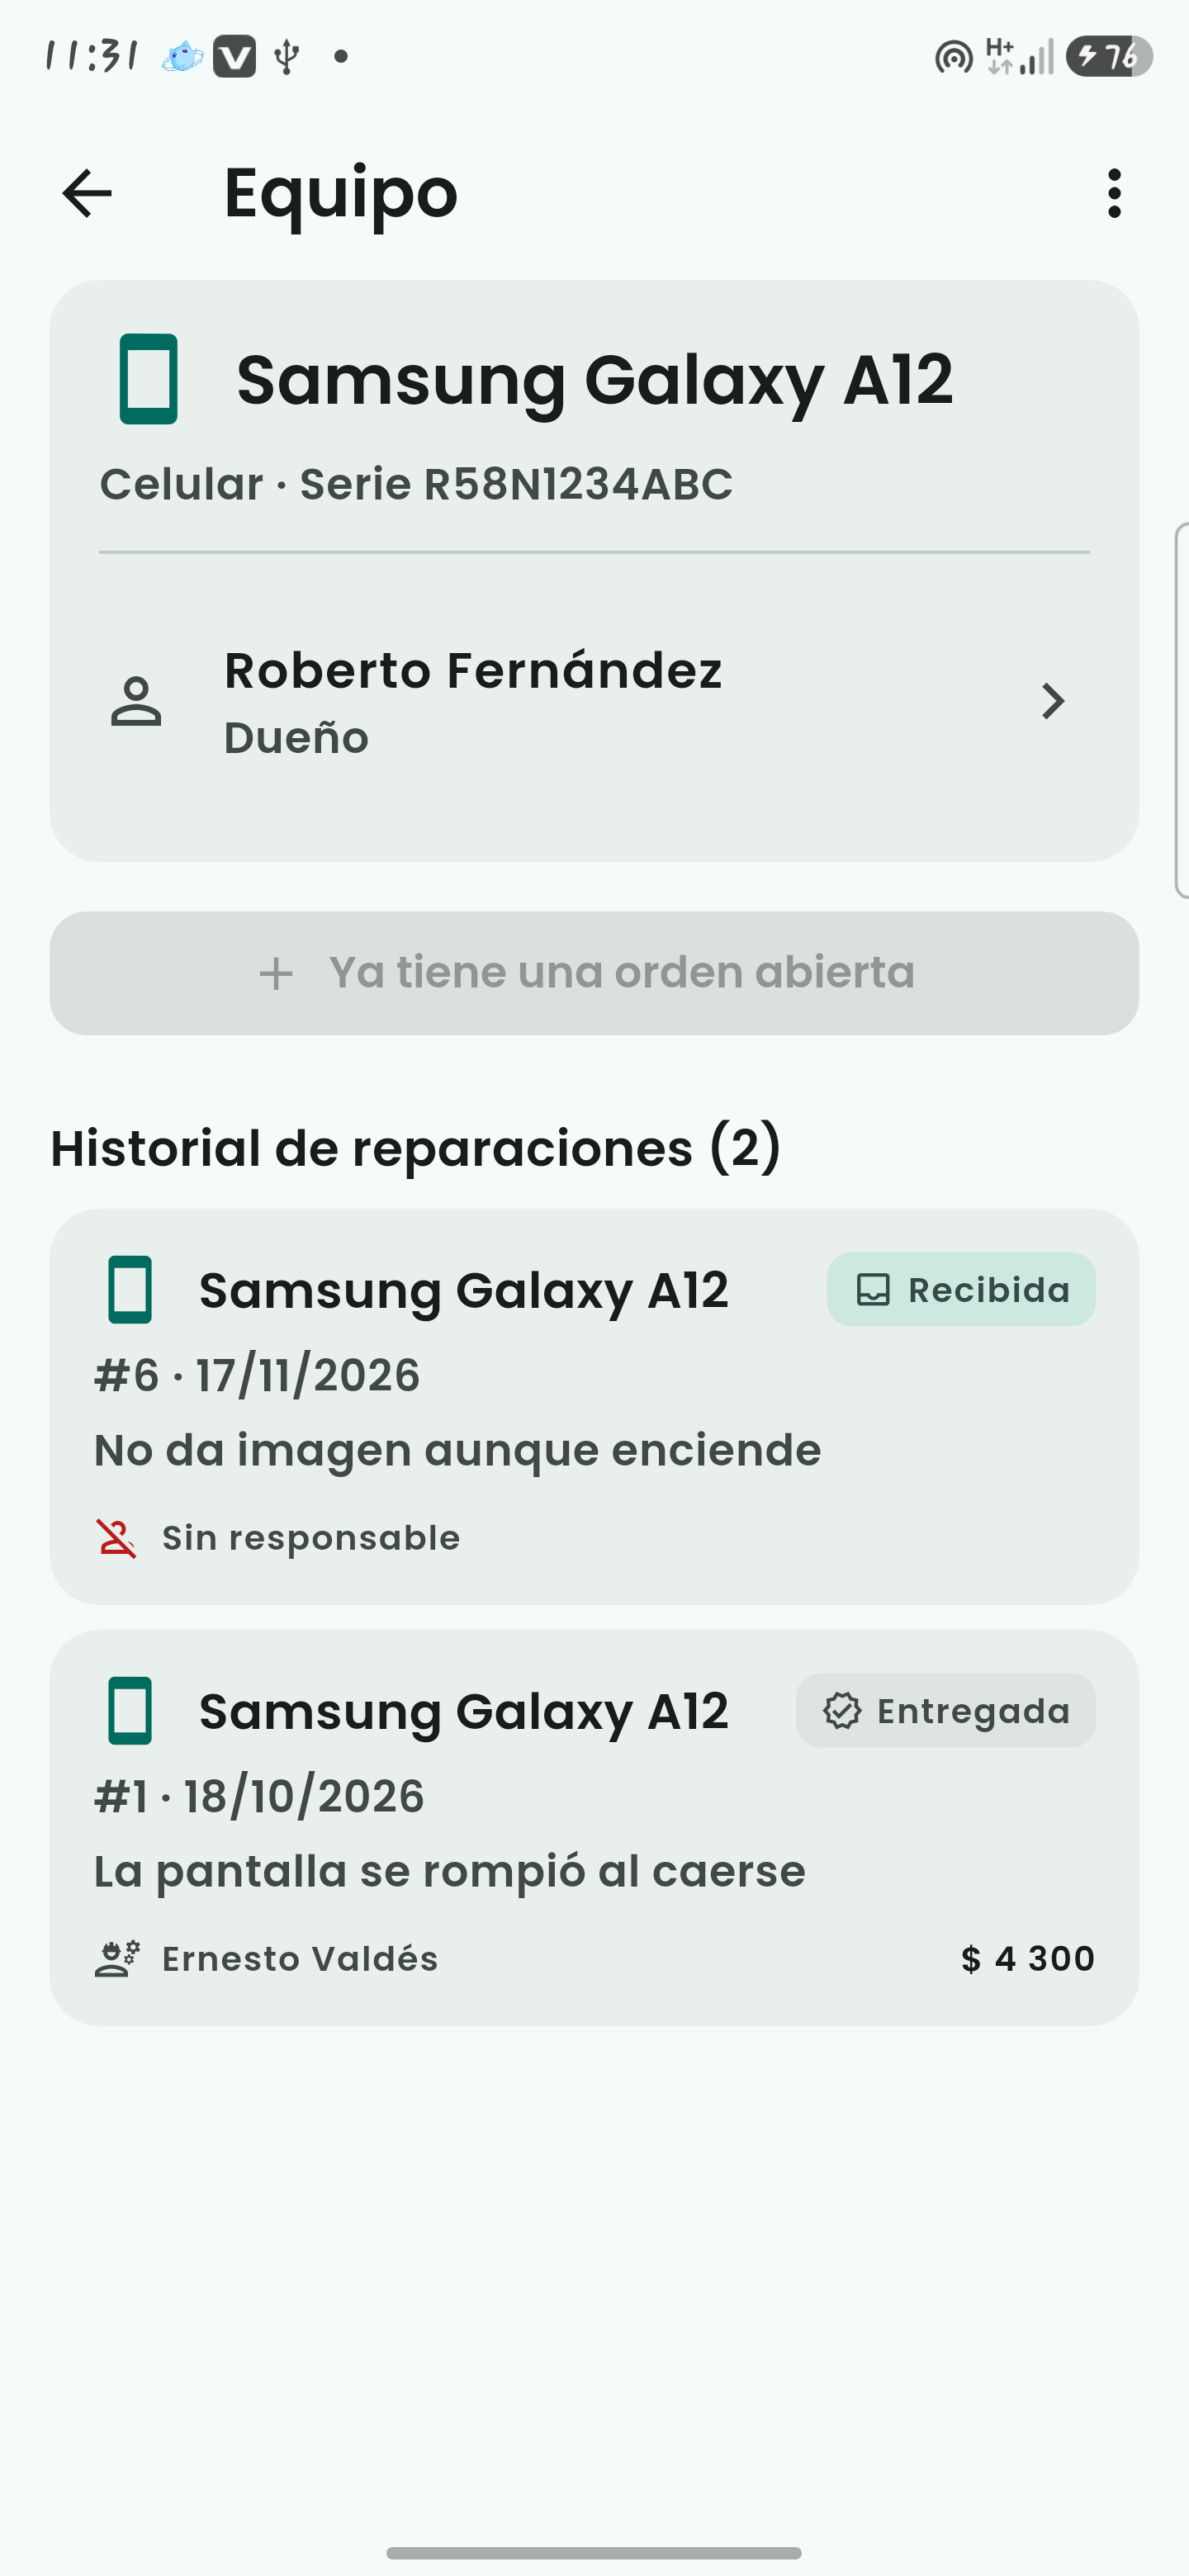 11:31
H+
76
Equipo
Samsung Galaxy A12
Celular · Serie R58N1234ABC
Roberto Fernández
Dueño
+ Ya tiene una orden abierta
Historial de reparaciones (2)
Samsung Galaxy A12
Recibida
#6 · 17/11/2026
No da imagen aunque enciende
Sin responsable
Samsung Galaxy A12
Entregada
#1 · 18/10/2026
La pantalla se rompió al caerse
Ernesto Valdés
$ 4 300